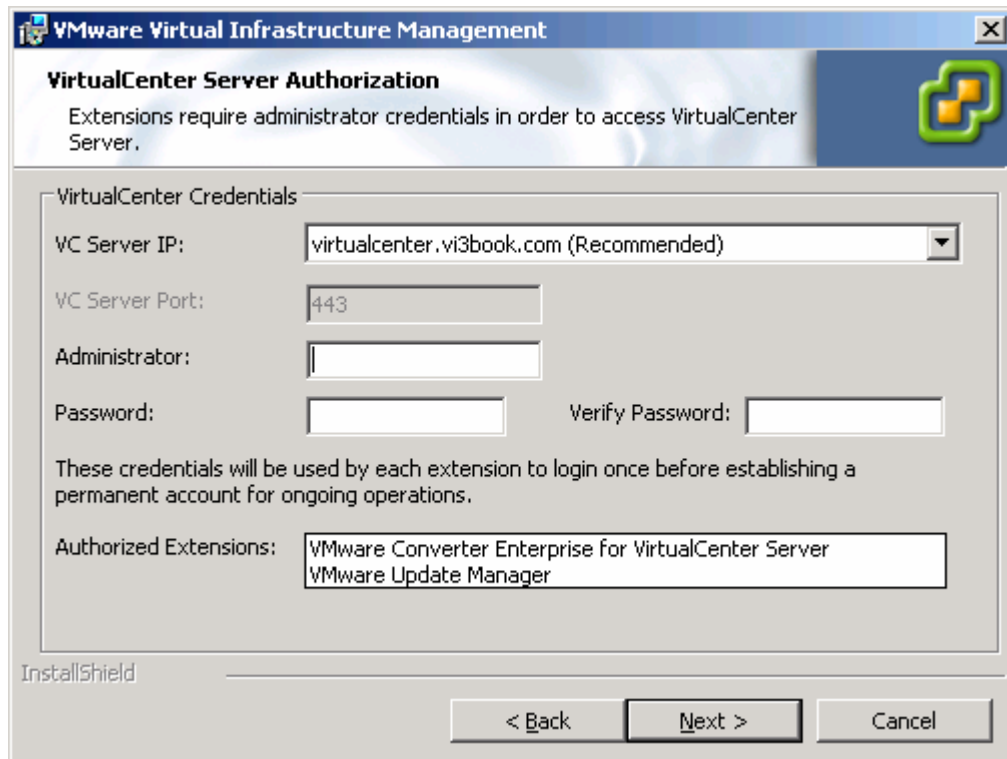 VMware Virtual Infrastructure Management
VirtualCenter Server Authorization
Extensions require administrator credentials in order to access VirtualCenter
Server.
VirtualCenter Credentials
VC Server IP:
virtualcenter.vi3book.com (Recommended)
VC Server Port:
443
Administrator:
Password:
Verify Password:
These credentials will be used by each extension to login once before establishing a
permanent account for ongoing operations.
Authorized Extensions:
VMware Converter Enterprise for VirtualCenter Server
VMware Update Manager
InstallShield
< Back
Next >
Cancel